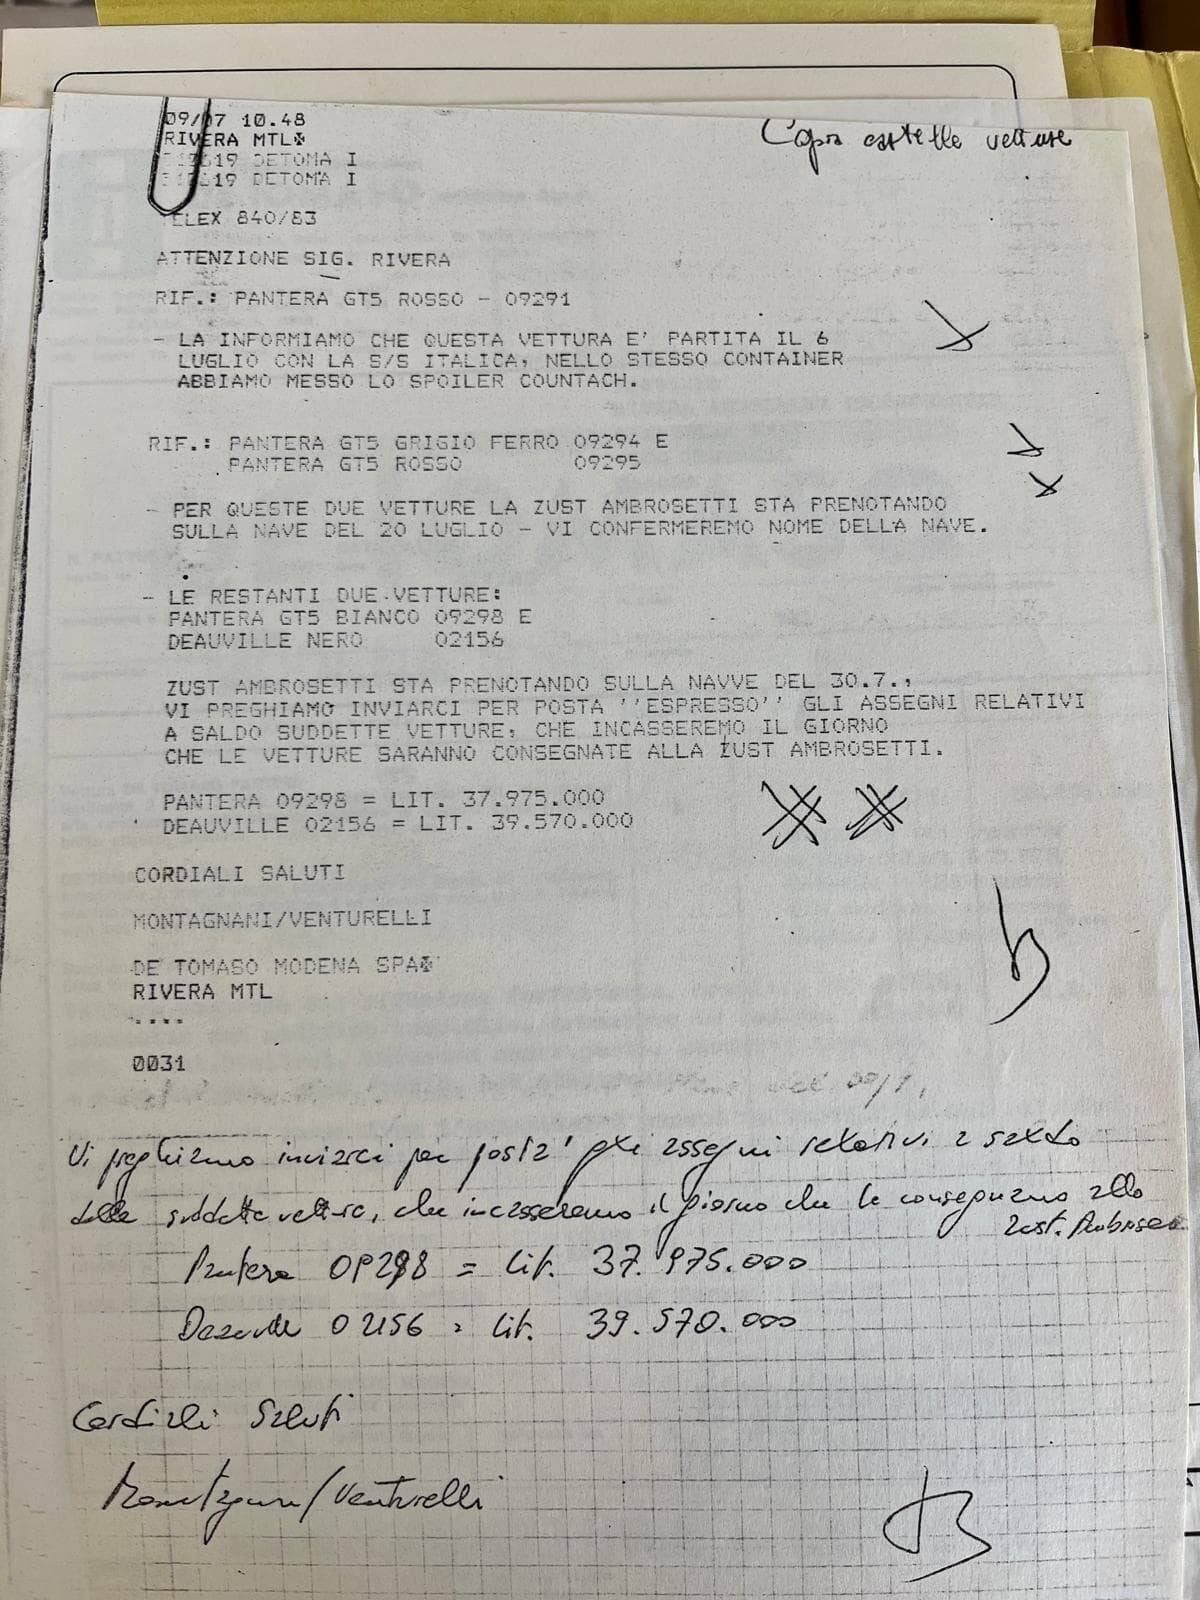 09/07 10.48
RIVERA MTL
DETOMA I
DETOMA I
TELEX 840/83
Copia cartelle vetture
ATTENZIONE SIG. RIVERA
RIF.: PANTERA GT5 ROSSO - 09291
- LA INFORMIAMO CHE QUESTA VETTURA E' PARTITA IL 6
LUGLIO CON LA S/S ITALICA, NELLO STESSO CONTAINER
ABBIAMO MESSO LO SPOILER COUNTACH.
RIF.: PANTERA GT5 GRIGIO FERRO 09294 E
PANTERA GT5 ROSSO 09295
- PER QUESTE DUE VETTURE LA ZUST AMBROSETTI STA PRENOTANDO
SULLA NAVE DEL 20 LUGLIO - VI CONFERMEREMO NOME DELLA NAVE.
- LE RESTANTI DUE VETTURE:
PANTERA GT5 BIANCO 09298 E
DEAUVILLE NERO 02156
ZUST AMBROSETTI STA PRENOTANDO SULLA NAVVE DEL 30.7.,
VI PREGHIAMO INVIARCI PER POSTA ''ESPRESSO'' GLI ASSEGNI RELATIVI
A SALDO SUDDETTE VETTURE, CHE INCASSEREMO IL GIORNO
CHE LE VETTURE SARANNO CONSEGNATE ALLA ZUST AMBROSETTI.
PANTERA 09298 = LIT. 37.975.000
DEAUVILLE 02156 = LIT. 39.570.000
CORDIALI SALUTI
MONTAGNANI/VENTURELLI
DE TOMASO MODENA SPA
RIVERA MTL
....
0031
Vi preghiamo inviarci per posta gli assegni relativi a saldo
delle suddette vetture, che incasseremo il giorno che le consegniamo alla
Zust. Ambrose
Pantera 09298 = Lit. 37.975.000
Deauville 02156 = Lit. 39.570.000
Cordiali Saluti
Montagnani/Venturelli